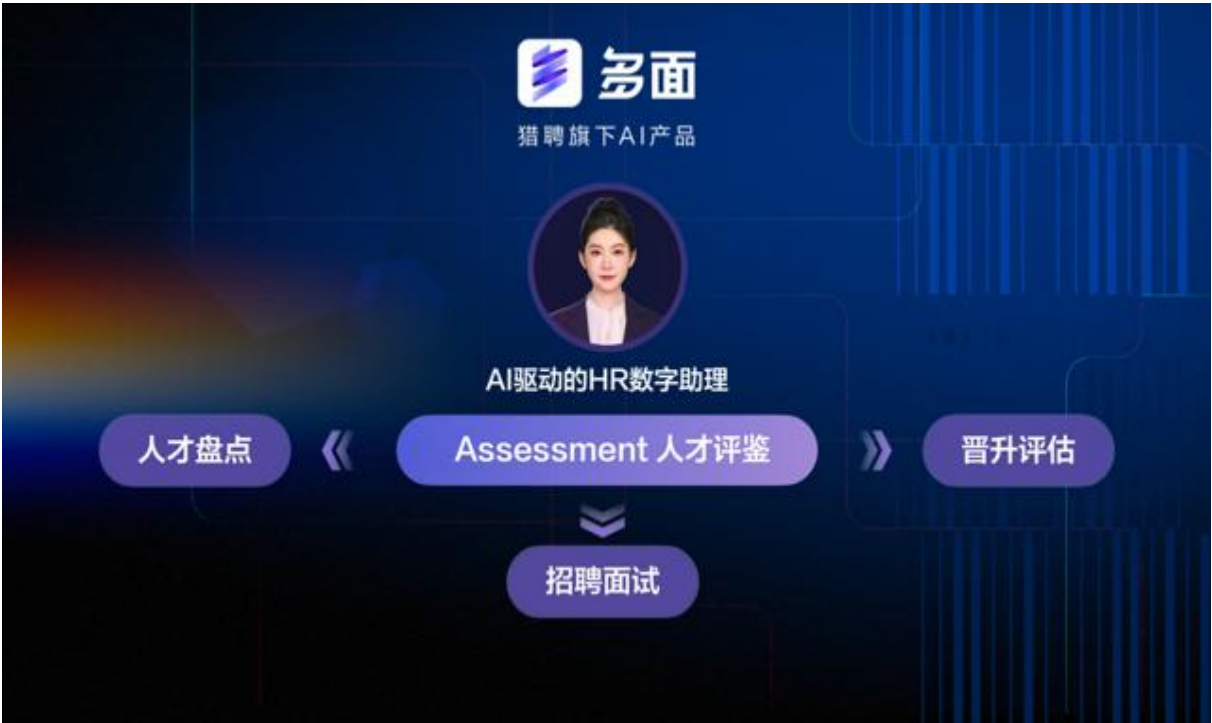 多面
猎聘旗下AI产品
AI驱动的HR数字助理
人才盘点
Assessment 人才评鉴
晋升评估
招聘面试